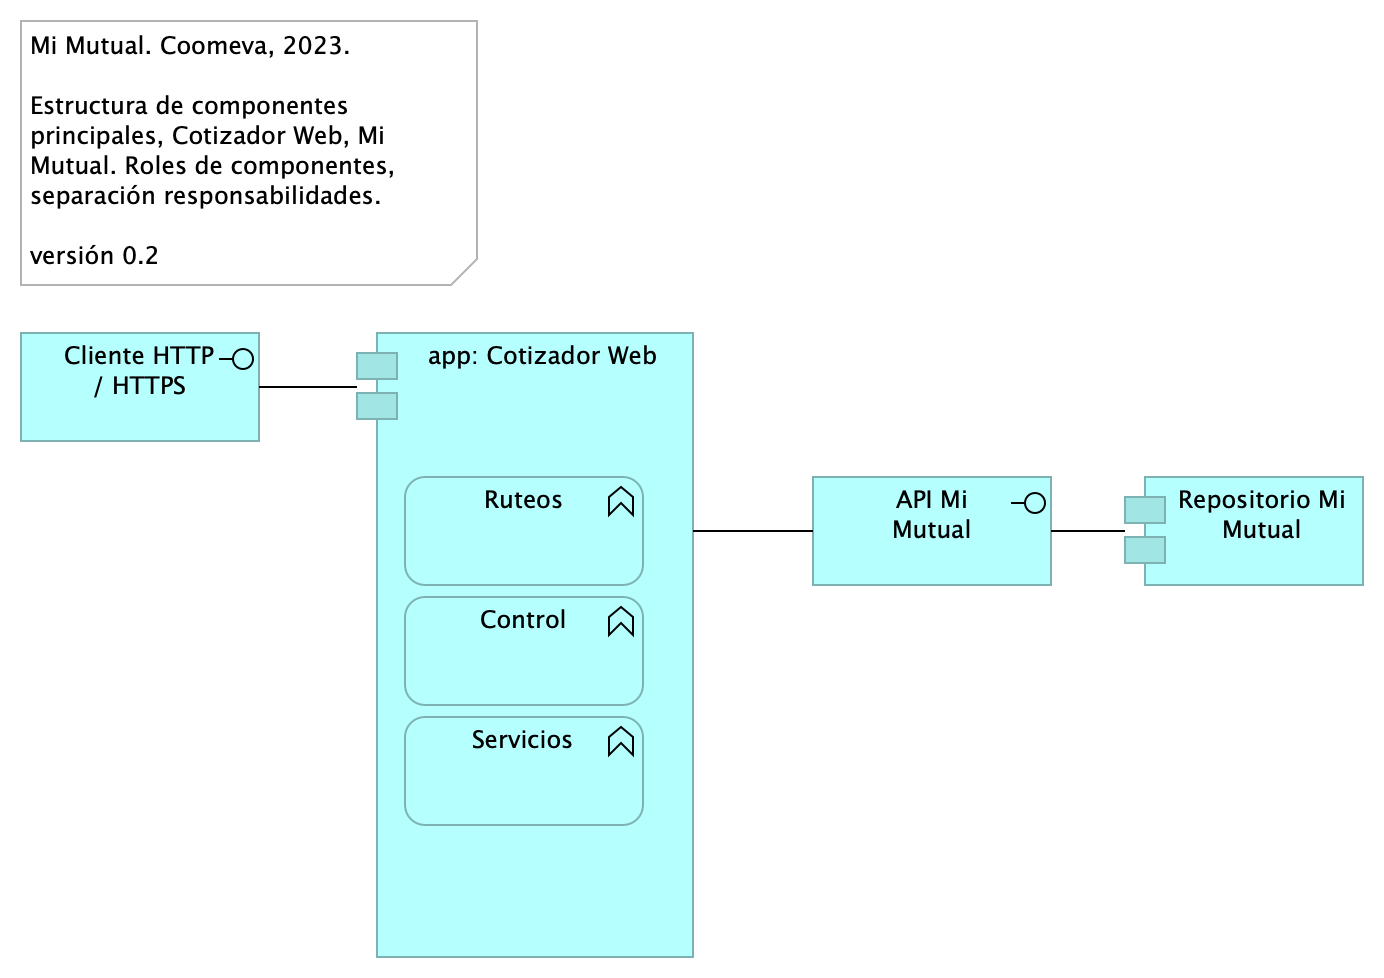 Mi Mutual. Coomeva, 2023.
Estructura de componentes
principales, Cotizador Web, Mi
Mutual. Roles de componentes,
separación responsabilidades.
versión 0.2
Cliente HTTP
/ HTTPS
app: Cotizador Web
Ruteos
Control
Servicios
API Mi
Mutual
Repositorio Mi
Mutual